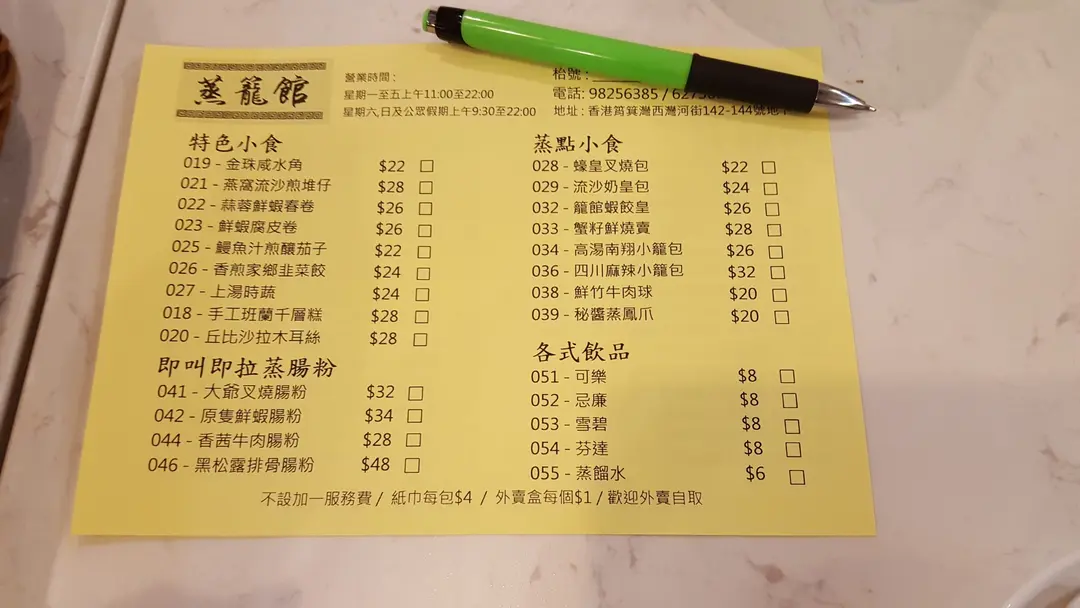 蒸籠館
營業時間 :
星期一至五上午11:00至22:00
星期六,日及公眾假期上午9:30至22:00
枱號 :
電話: 98256385 /
地址 : 香港筲箕灣西灣河街142-144號地
特色小食
019 - 金珠咸水角 $22 □
021 - 燕窩流沙煎堆仔 $28 □
022 - 蒜蓉鮮蝦春卷 $26 □
023 - 鮮蝦腐皮卷 $26 □
025 - 鰻魚汁煎釀茄子 $22 □
026 - 香煎家鄉韭菜餃 $24 □
027 - 上湯時蔬 $24 □
018 - 手工班蘭千層糕 $28 □
020 - 丘比沙拉木耳絲 $28 □
即叫即拉蒸腸粉
041 - 大爺叉燒腸粉 $32 □
042 - 原隻鮮蝦腸粉 $34 □
044 - 香茜牛肉腸粉 $28 □
046 - 黑松露排骨腸粉 $48 □
蒸點小食
028 - 蠔皇叉燒包 $22 □
029 - 流沙奶皇包 $24 □
032 - 籠館蝦餃皇 $26 □
033 - 蟹籽鮮燒賣 $28 □
034 - 高湯南翔小籠包 $26 □
036 - 四川麻辣小籠包 $32 □
038 - 鮮竹牛肉球 $20 □
039 - 秘醬蒸鳳爪 $20 □
各式飲品
051 - 可樂 $8 □
052 - 忌廉 $8 □
053 - 雪碧 $8 □
054 - 芬達 $8 □
055 - 蒸餾水 $6 □
不設加一服務費 / 紙巾每包$4 / 外賣盒每個$1 / 歡迎外賣自取